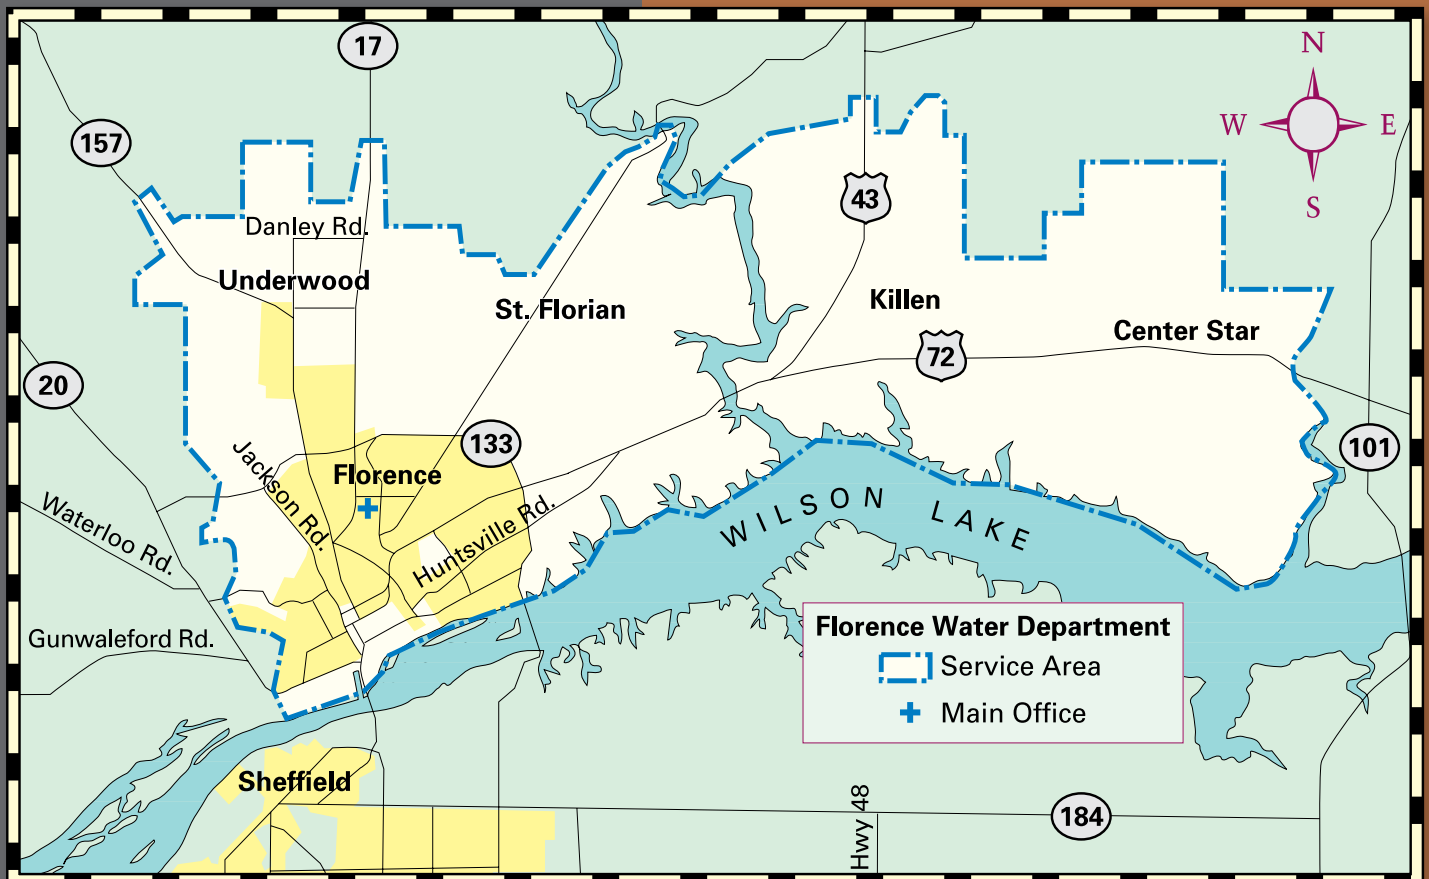 17
N
W
E
S
157
43
Danley Rd.
Underwood
St. Florian
Killen
Center Star
72
20
133
101
Jackson Rd.
Florence
Huntsville Rd.
Waterloo Rd.
WILSON LAKE
Gunwaleford Rd.
Florence Water Department
Service Area
Main Office
Sheffield
Hwy 48
184